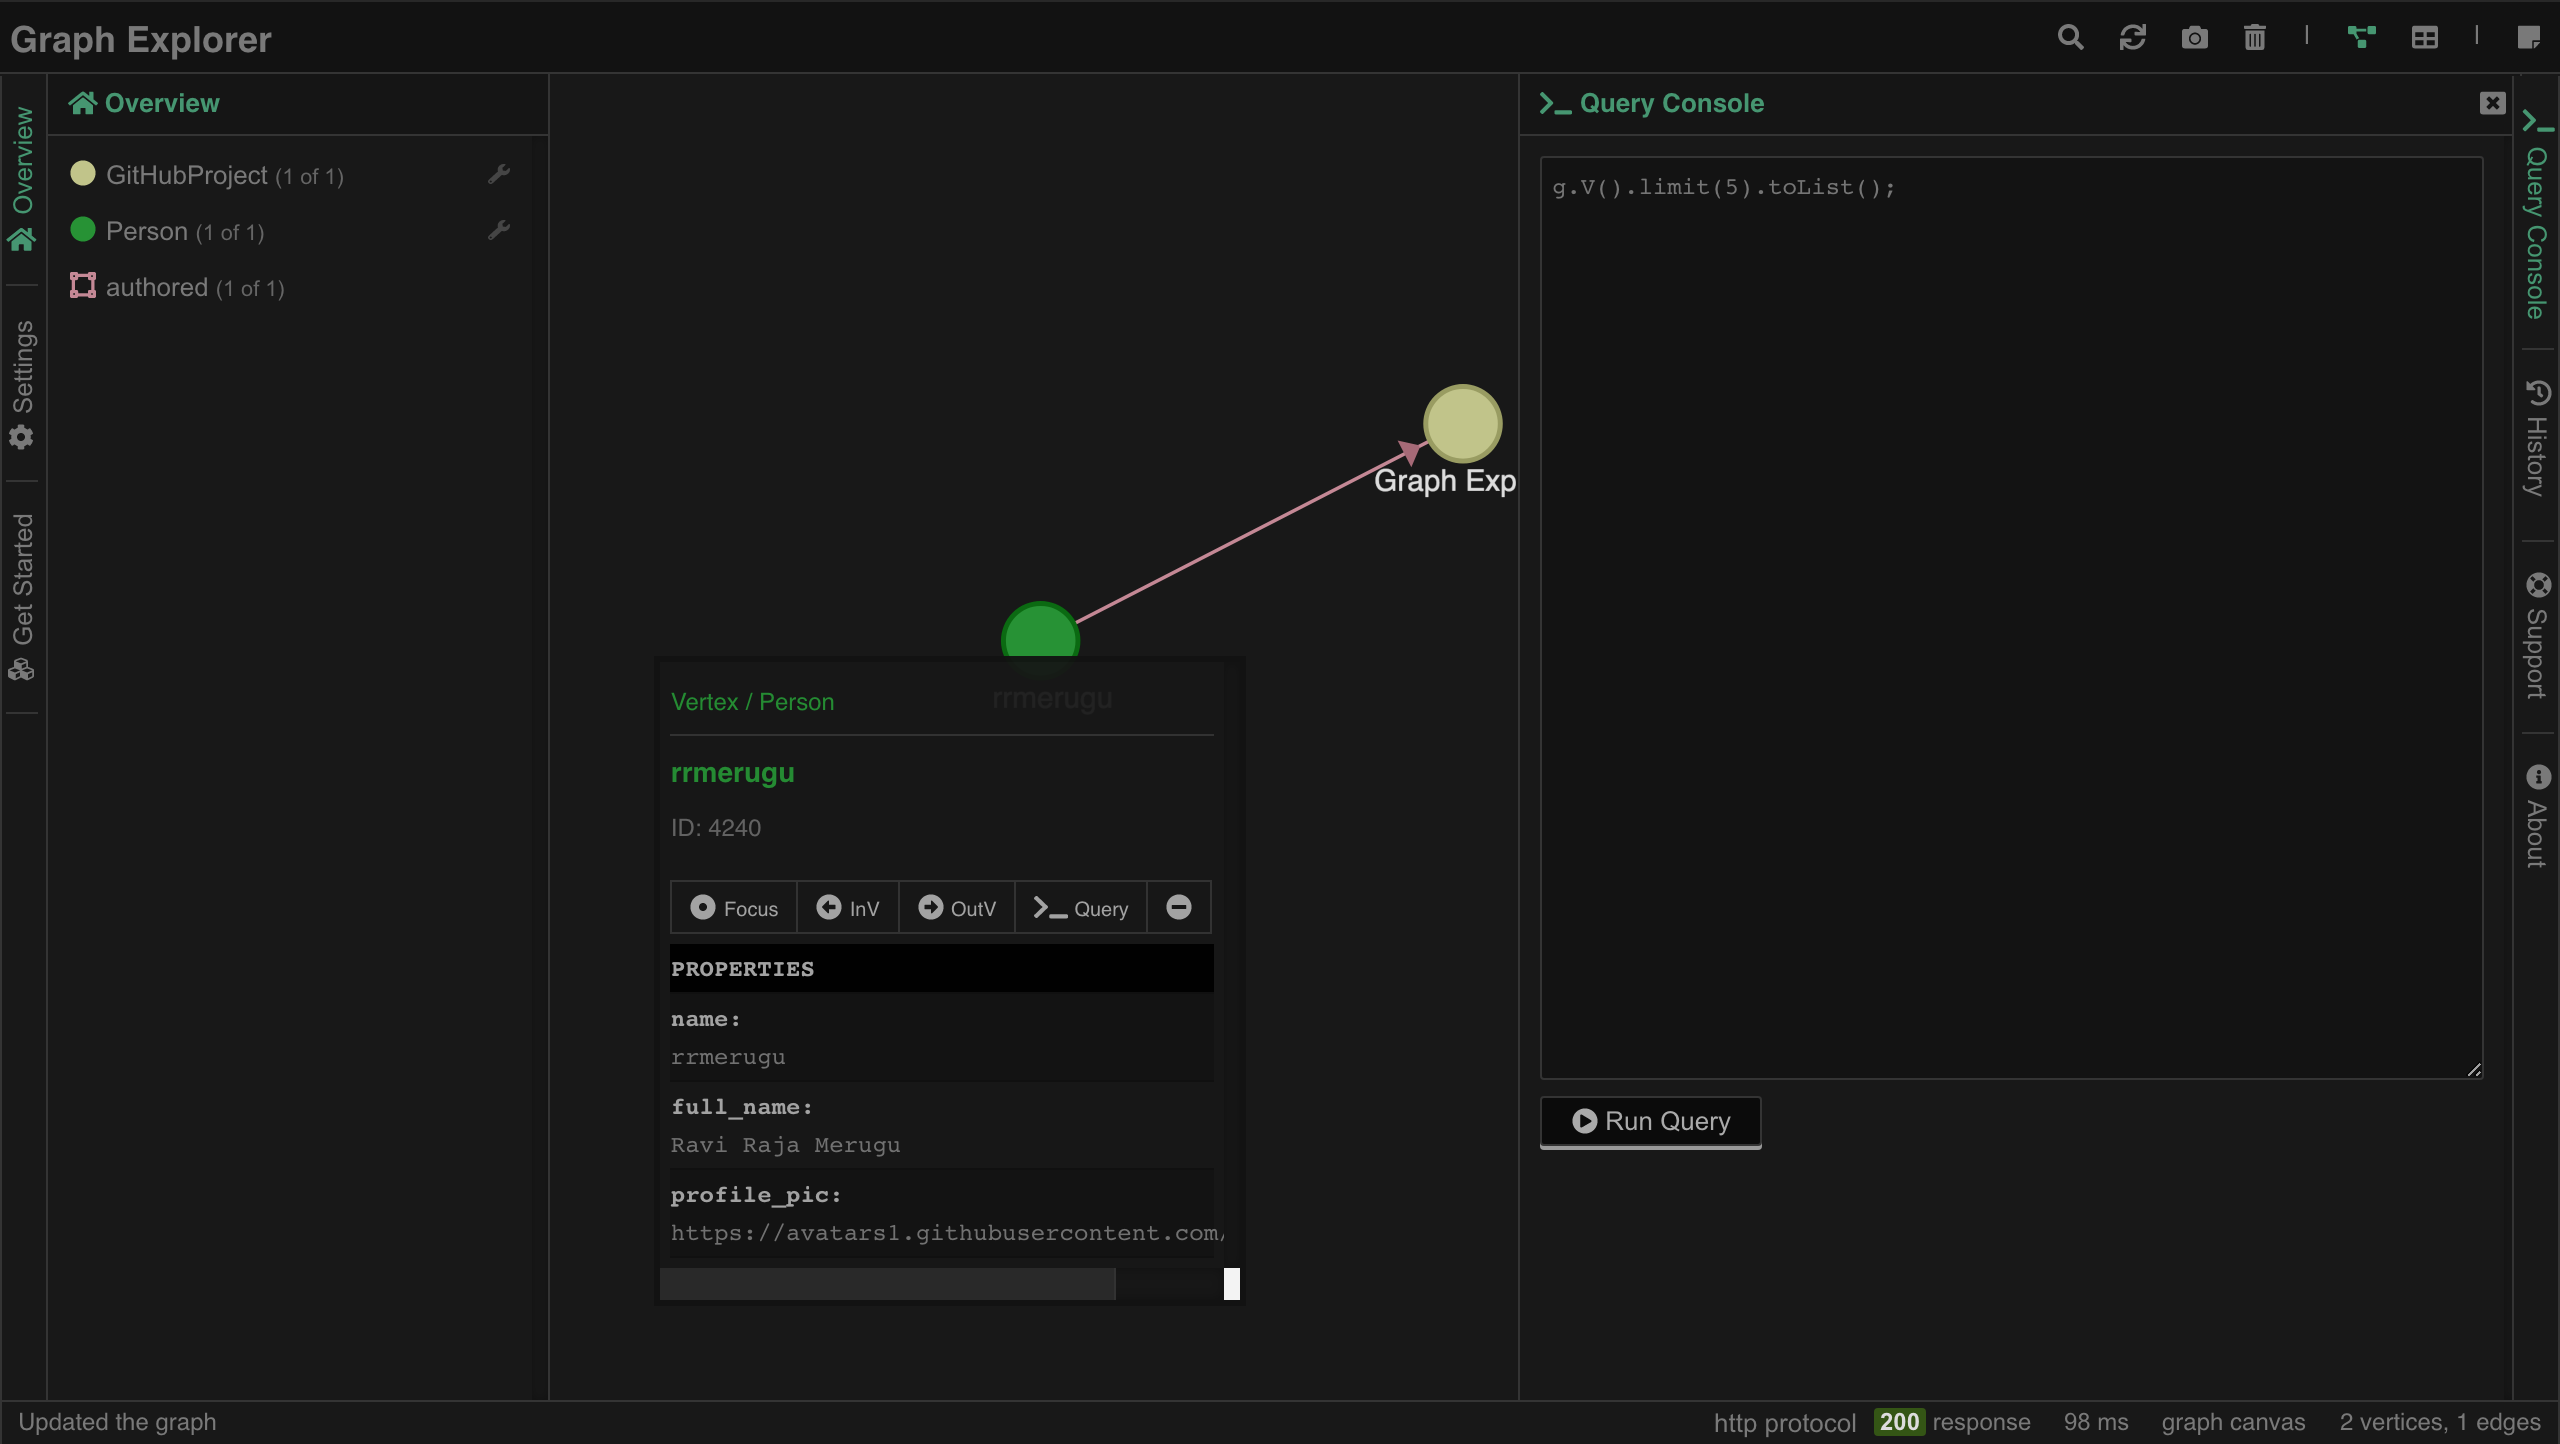 Graph Explorer
Overview
Settings
Get Started
Overview
GitHubProject (1 of 1)
Person (1 of 1)
authored (1 of 1)
Graph Exp
rrmerugu
Vertex / Person
rrmerugu
ID: 4240
Focus InV OutV Query
PROPERTIES
name:
rrmerugu
full_name:
Ravi Raja Merugu
profile_pic:
https://avatars1.githubusercontent.com/
Query Console
g.V().limit(5).toList();
Run Query
Query Console
History
Support
About
Updated the graph
http protocol 200 response 98 ms graph canvas 2 vertices, 1 edges